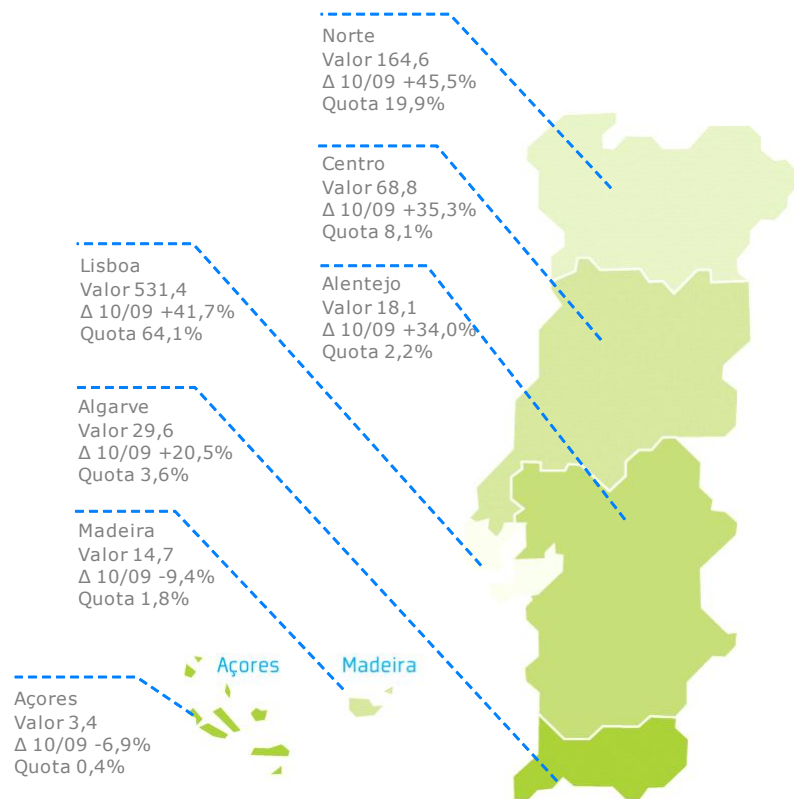 Norte
Valor 164,6
Δ 10/09 +45,5%
Quota 19,9%
Centro
Valor 68,8
Δ 10/09 +35,3%
Quota 8,1%
Lisboa
Valor 531,4
Δ 10/09 +41,7%
Quota 64,1%
Alentejo
Valor 18,1
Δ 10/09 +34,0%
Quota 2,2%
Algarve
Valor 29,6
Δ 10/09 +20,5%
Quota 3,6%
Madeira
Valor 14,7
Δ 10/09 -9,4%
Quota 1,8%
Açores
Madeira
Açores
Valor 3,4
Δ 10/09 -6,9%
Quota 0,4%